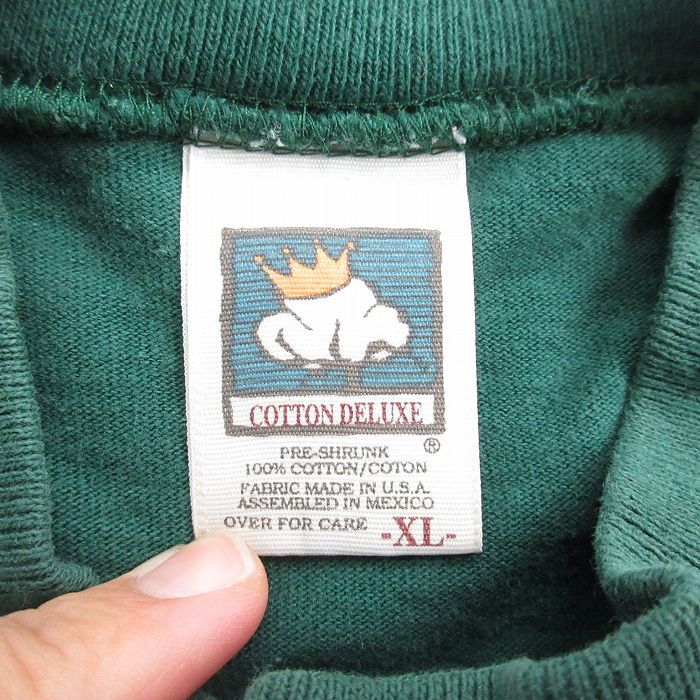 COTTON DELUXE
®
PRE-SHRUNK
100% COTTON/COTON
FABRIC MADE IN U.S.A.
ASSEMBLED IN MEXICO
OVER FOR CARE -XL-